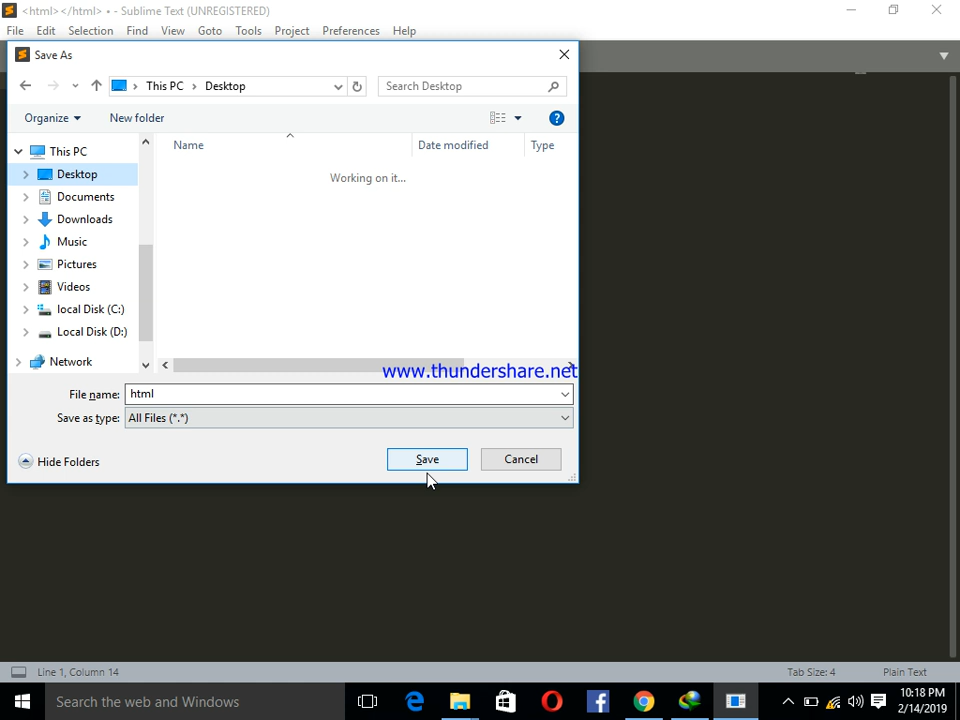 <html></html> • - Sublime Text (UNREGISTERED)
File Edit Selection Find View Goto Tools Project Preferences Help
Save As
This PC › Desktop
Search Desktop
Organize
New folder
Name
Date modified
Type
Working on it...
This PC
Desktop
Documents
Downloads
Music
Pictures
Videos
local Disk (C:)
Local Disk (D:)
Network
www.thundershare.net
File name: html
Save as type: All Files (*.*)
Hide Folders
Save
Cancel
Line 1, Column 14
Tab Size: 4
Plain Text
Search the web and Windows
10:18 PM
2/14/2019